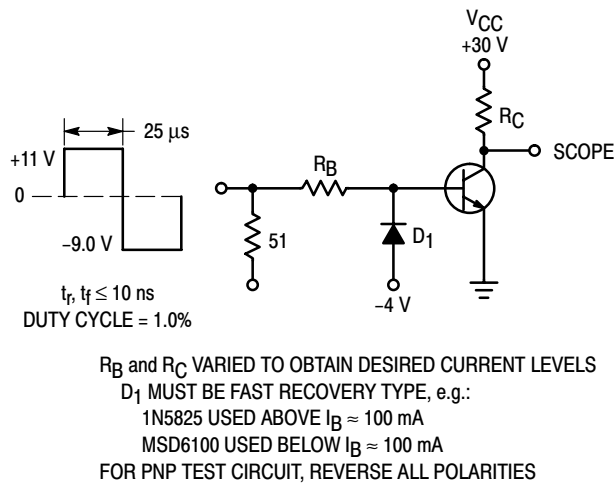 V_CC
+30 V
25 μs
R_C
+11 V
SCOPE
R_B
0
51
D_1
−9.0 V
−4 V
t_r, t_f ≤ 10 ns
DUTY CYCLE = 1.0%
R_B and R_C VARIED TO OBTAIN DESIRED CURRENT LEVELS
D_1 MUST BE FAST RECOVERY TYPE, e.g.:
1N5825 USED ABOVE I_B ≈ 100 mA
MSD6100 USED BELOW I_B ≈ 100 mA
FOR PNP TEST CIRCUIT, REVERSE ALL POLARITIES